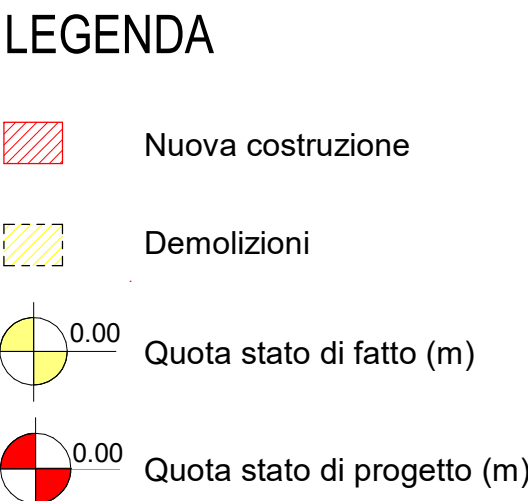 LEGENDA
Nuova costruzione
Demolizioni
0.00
Quota stato di fatto (m)
0.00
Quota stato di progetto (m)